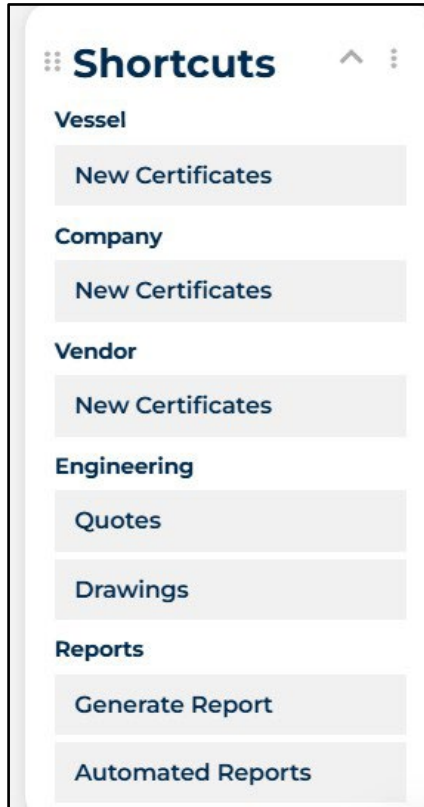 Shortcuts
Vessel
New Certificates
Company
New Certificates
Vendor
New Certificates
Engineering
Quotes
Drawings
Reports
Generate Report
Automated Reports